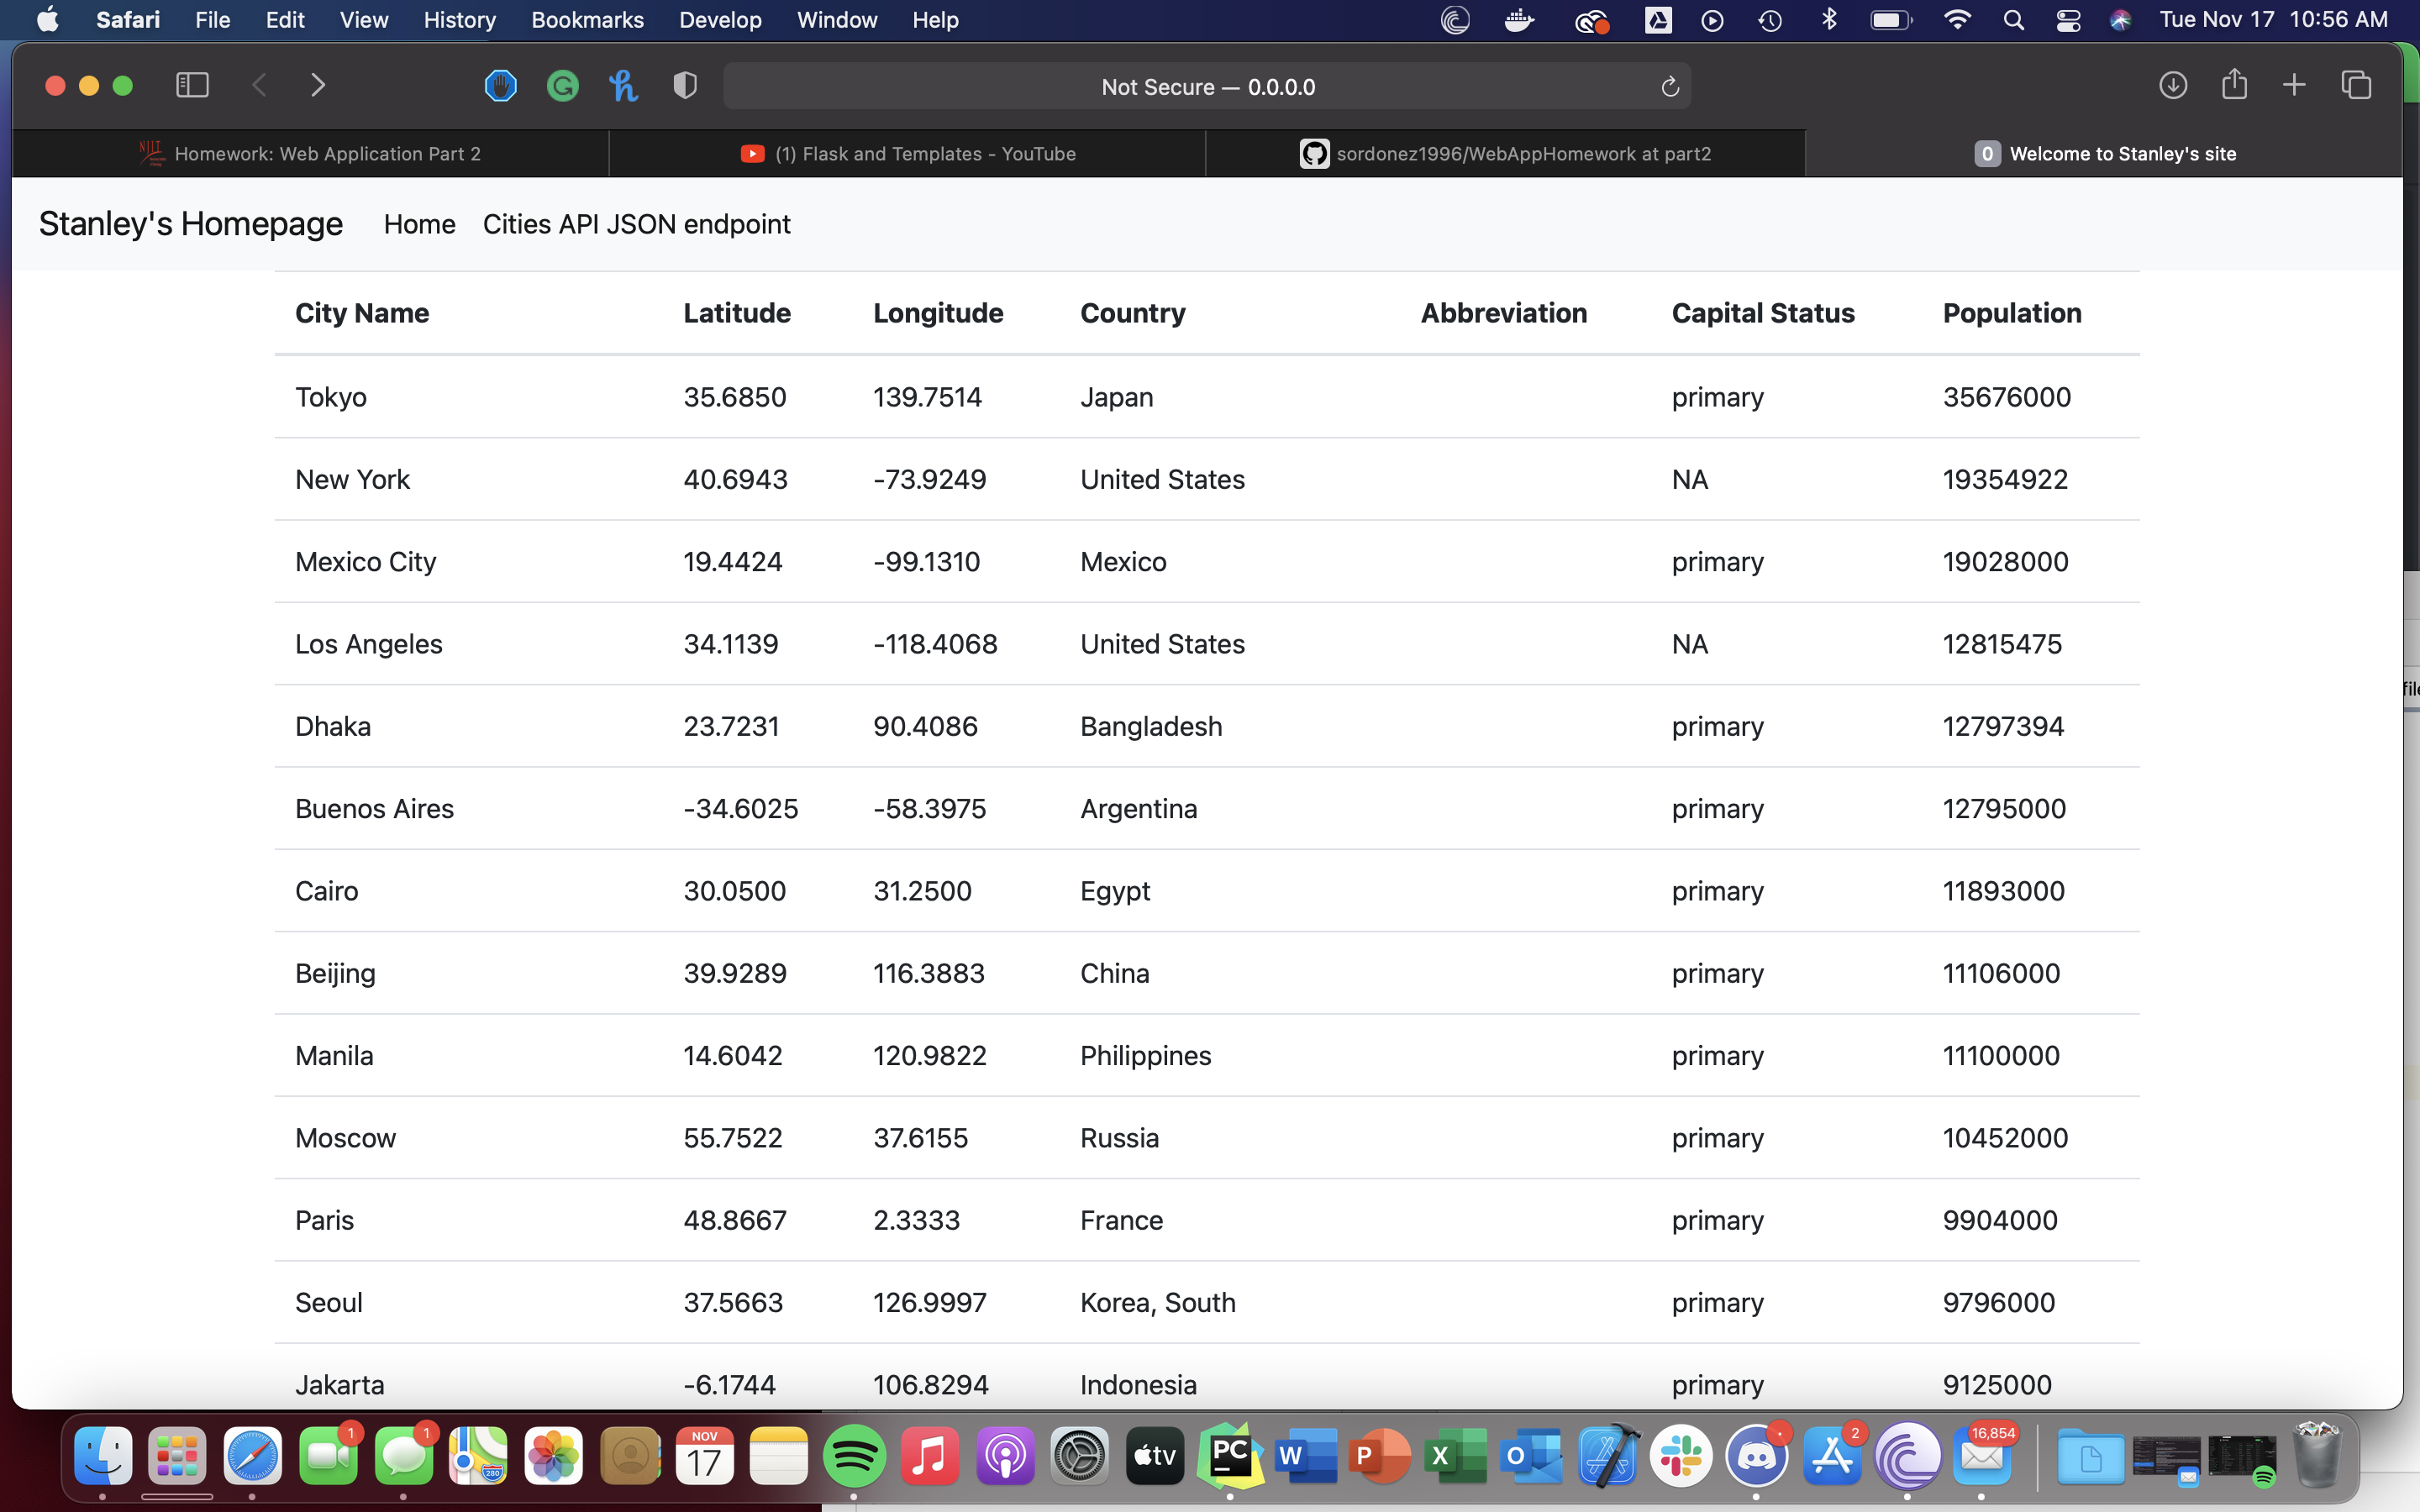 Safari File Edit View History Bookmarks Develop Window Help Tue Nov 17 10:56 AM
Not Secure — 0.0.0.0
NJIT Homework: Web Application Part 2 (1) Flask and Templates - YouTube sordonez1996/WebAppHomework at part2 0 Welcome to Stanley's site
Stanley's Homepage Home Cities API JSON endpoint
City Name Latitude Longitude Country Abbreviation Capital Status Population
Tokyo 35.6850 139.7514 Japan primary 35676000
New York 40.6943 -73.9249 United States NA 19354922
Mexico City 19.4424 -99.1310 Mexico primary 19028000
Los Angeles 34.1139 -118.4068 United States NA 12815475
Dhaka 23.7231 90.4086 Bangladesh primary 12797394
Buenos Aires -34.6025 -58.3975 Argentina primary 12795000
Cairo 30.0500 31.2500 Egypt primary 11893000
Beijing 39.9289 116.3883 China primary 11106000
Manila 14.6042 120.9822 Philippines primary 11100000
Moscow 55.7522 37.6155 Russia primary 10452000
Paris 48.8667 2.3333 France primary 9904000
Seoul 37.5663 126.9997 Korea, South primary 9796000
Jakarta -6.1744 106.8294 Indonesia primary 9125000
1 1 280 NOV 17 tv PC W P X O 2 16,854